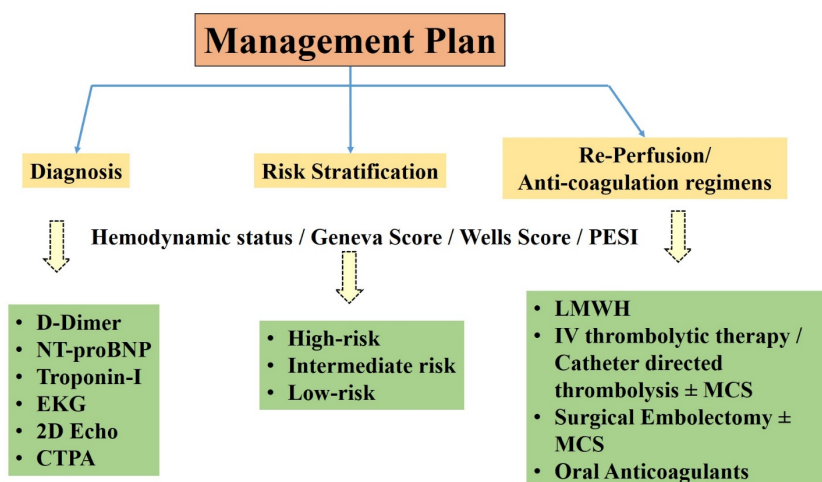 Management Plan
Diagnosis
Risk Stratification
Re-Perfusion/
Anti-coagulation regimens
Hemodynamic status / Geneva Score / Wells Score / PESI
• D-Dimer
• NT-proBNP
• Troponin-I
• EKG
• 2D Echo
• CTPA
• High-risk
• Intermediate risk
• Low-risk
• LMWH
• IV thrombolytic therapy /
Catheter directed
thrombolysis ± MCS
• Surgical Embolectomy ±
MCS
• Oral Anticoagulants